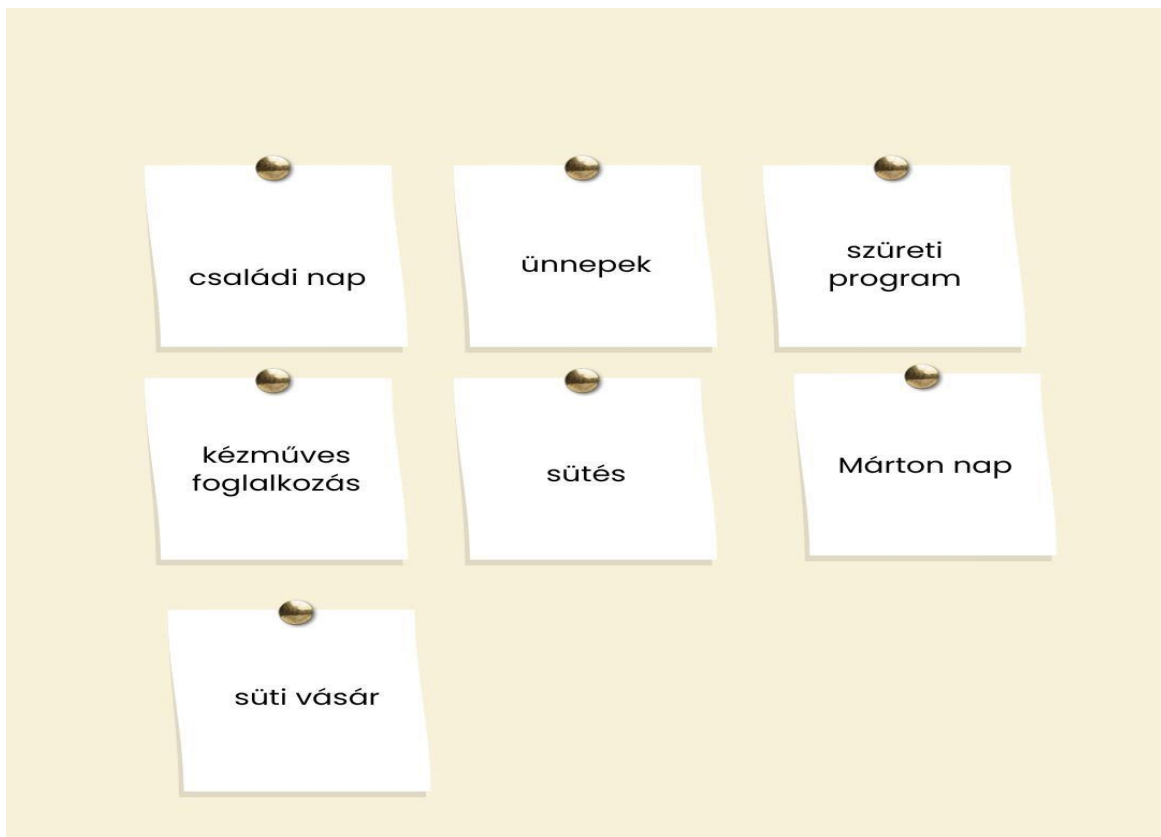 családi nap
ünnepek
szüreti
program
kézműves
foglalkozás
sütés
Márton nap
süti vásár